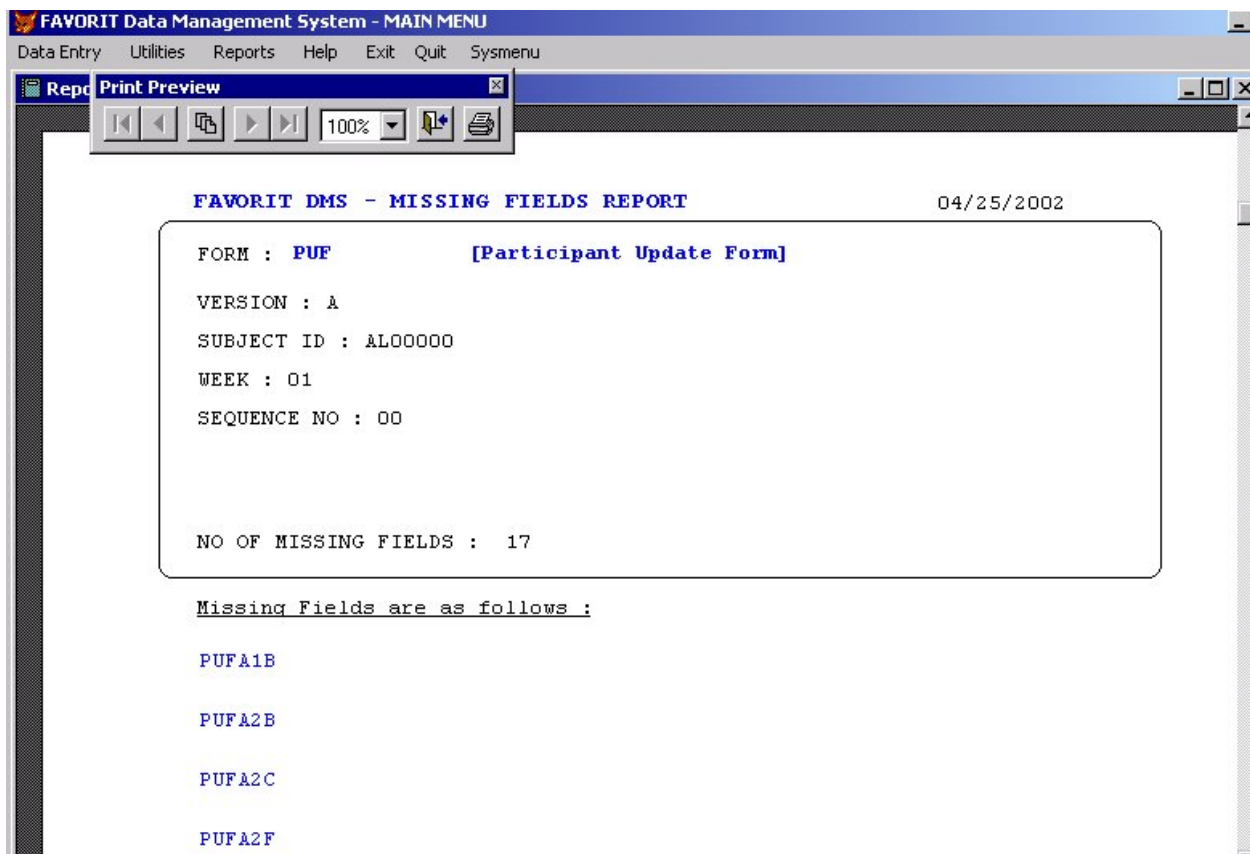 FAVORIT Data Management System - MAIN MENU
Data Entry Utilities Reports Help Exit Quit Sysmenu
Repo
Print Preview
100%
FAVORIT DMS - MISSING FIELDS REPORT 04/25/2002
FORM : PUF [Participant Update Form]
VERSION : A
SUBJECT ID : AL00000
WEEK : 01
SEQUENCE NO : 00
NO OF MISSING FIELDS : 17
Missing Fields are as follows :
PUFA1B
PUFA2B
PUFA2C
PUFA2F